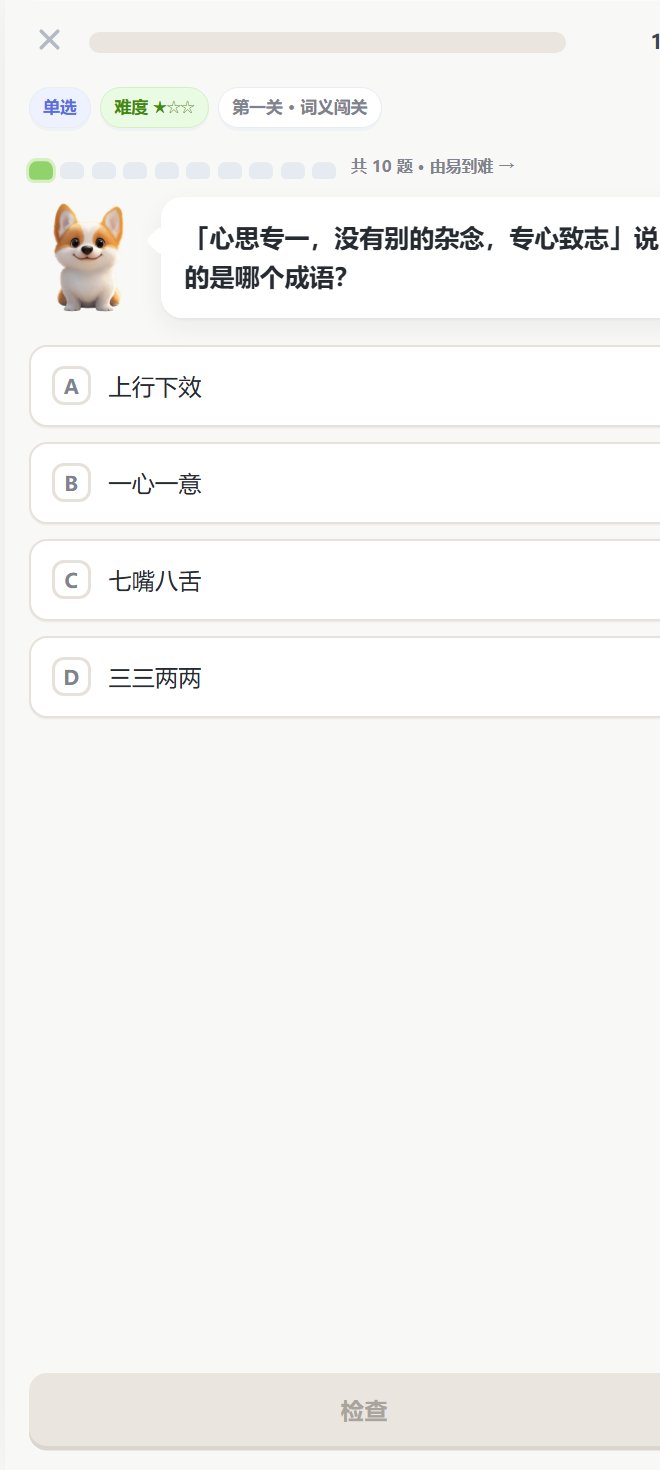 1
单选
难度 ★☆☆
第一关 • 词义闯关
共 10 题 • 由易到难 →
「心思专一，没有别的杂念，专心致志」说
的是哪个成语？
A 上行下效
B 一心一意
C 七嘴八舌
D 三三两两
检查